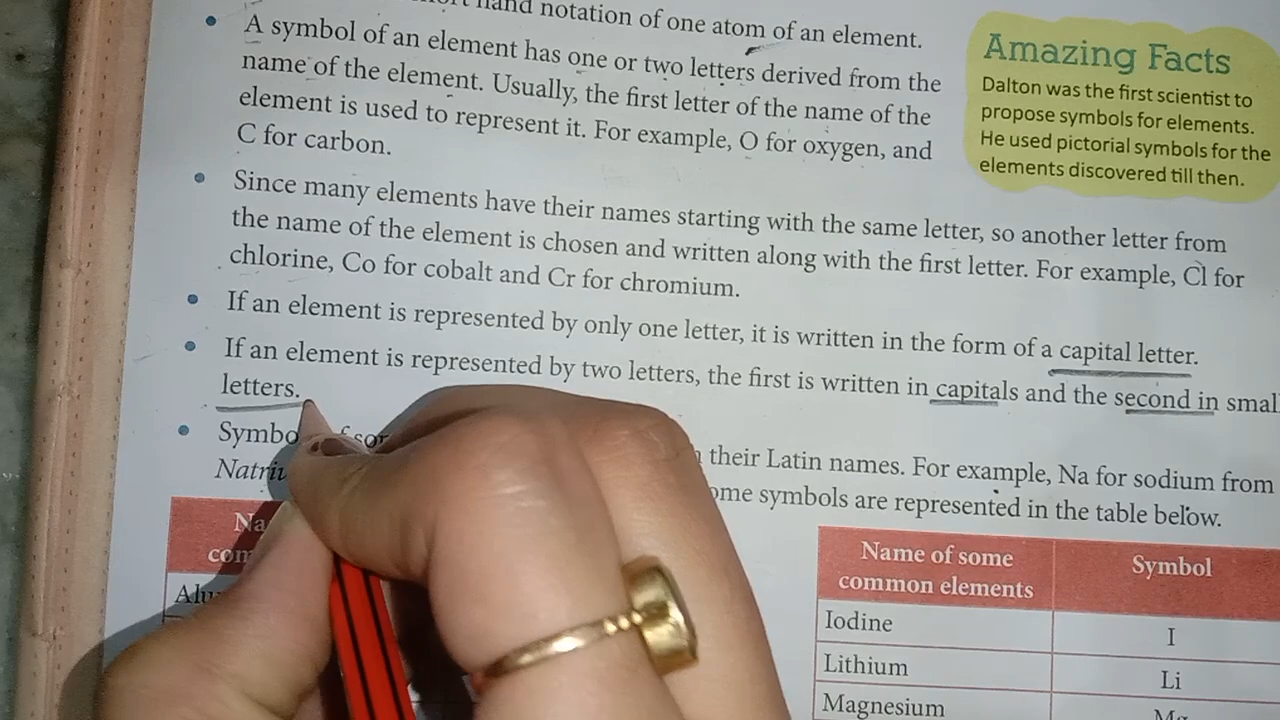 hand notation of one atom of an element.
• A symbol of an element has one or two letters derived from the
name of the element. Usually, the first letter of the name of the
element is used to represent it. For example, O for oxygen, and
C for carbon.
Amazing Facts
Dalton was the first scientist to
propose symbols for elements.
He used pictorial symbols for the
elements discovered till then.
• Since many elements have their names starting with the same letter, so another letter from
the name of the element is chosen and written along with the first letter. For example, Cl for
chlorine, Co for cobalt and Cr for chromium.
• If an element is represented by only one letter, it is written in the form of a capital letter.
• If an element is represented by two letters, the first is written in capitals and the second in small
letters.
• their Latin names. For example, Na for sodium from
symbols are represented in the table below.
Name of some
common elements
Symbol
Iodine
I
Lithium
Li
Magnesium